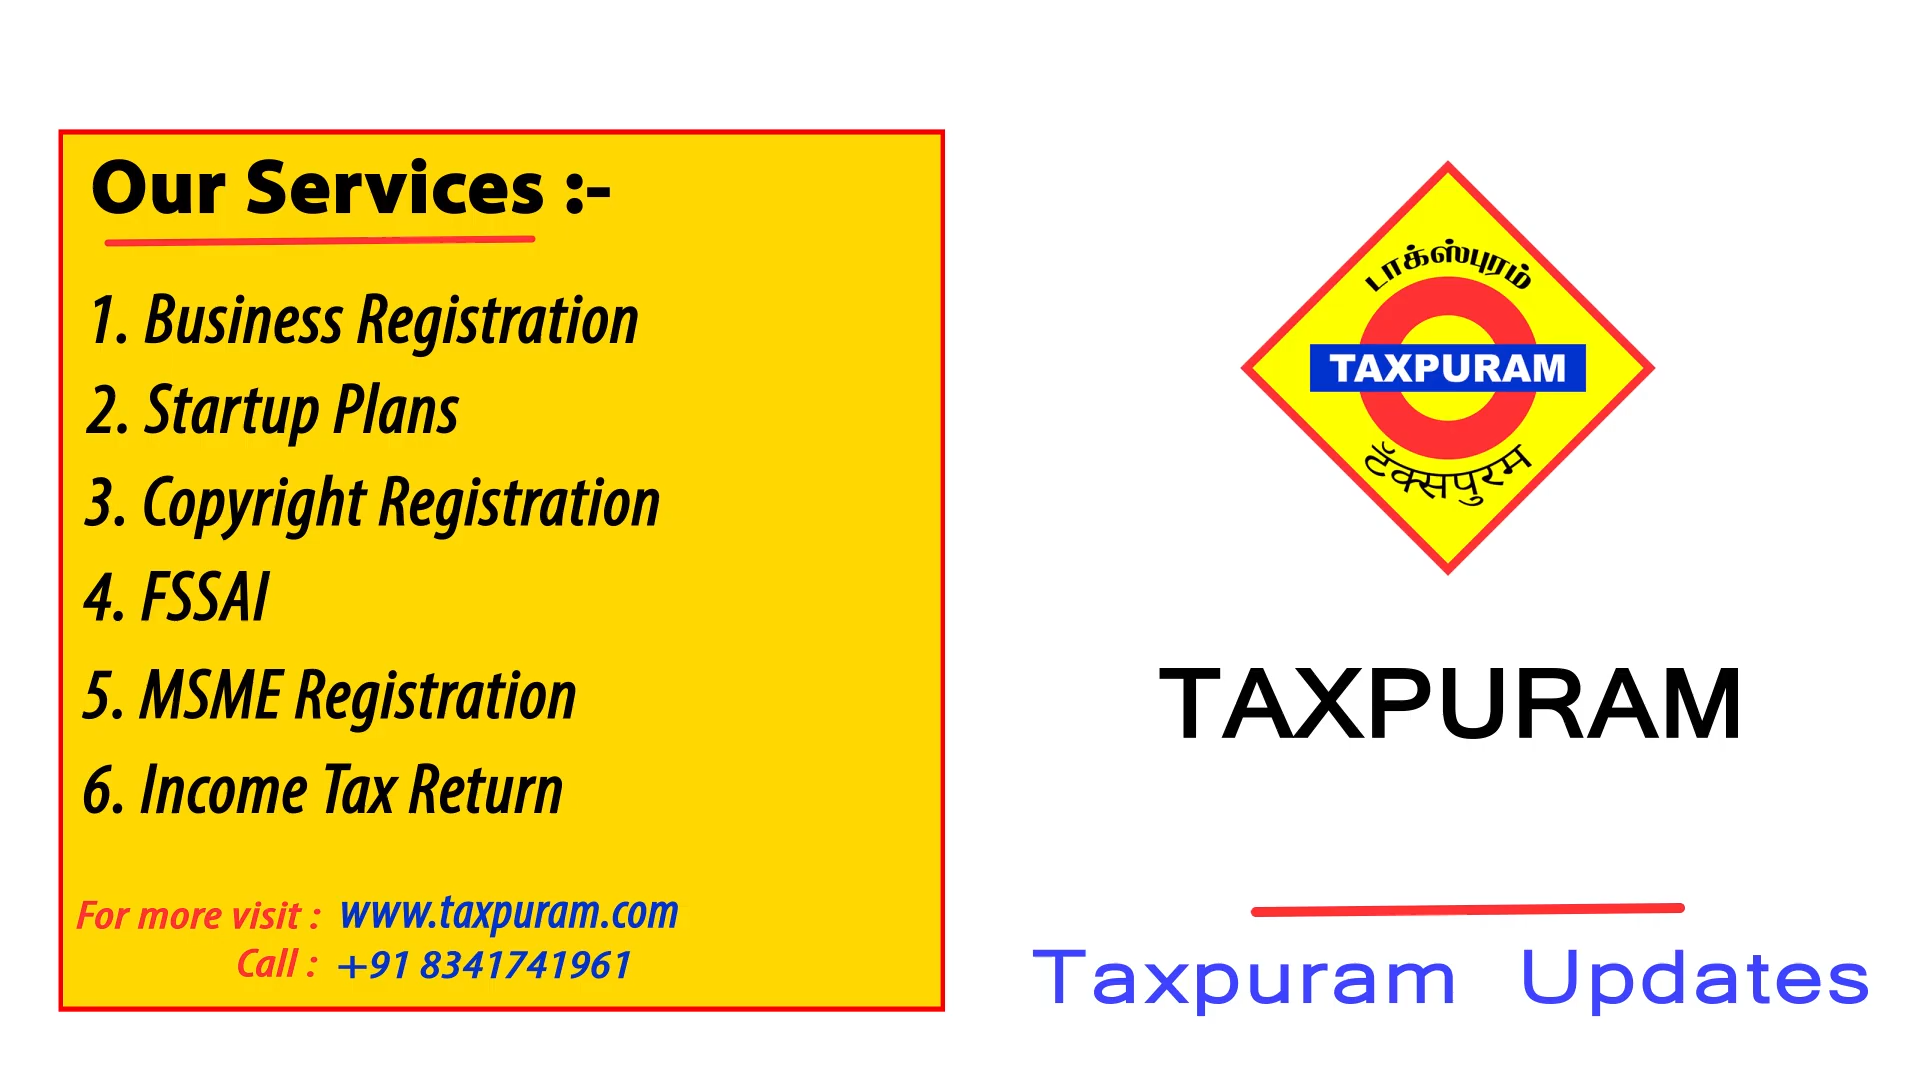 Our Services :-
1. Business Registration
2. Startup Plans
3. Copyright Registration
4. FSSAI
5. MSME Registration
6. Income Tax Return
For more visit : www.taxpuram.com
Call : +91 8341741961
டாக்ஸ்புரம்
TAXPURAM
टॅक्सपुरम
TAXPURAM
Taxpuram Updates